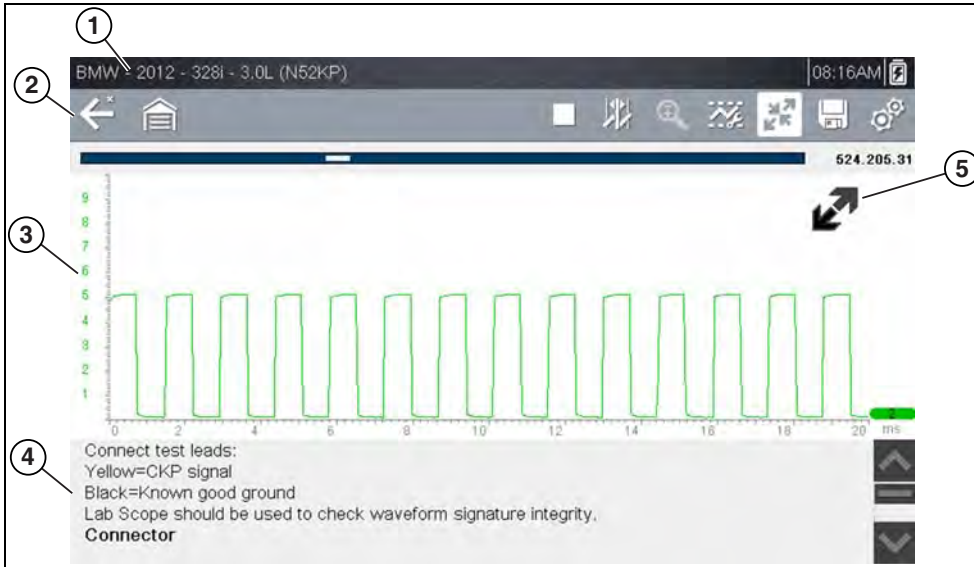 1
BMW - 2012 - 328i - 3.0L (N52KP)
08:16AM
2
524.205.31
5
9
8
7
3
6
5
4
3
2
1
2
0 2 4 6 8 10 12 14 16 18 20 ms
4
Connect test leads:
Yellow=CKP signal
Black=Known good ground
Lab Scope should be used to check waveform signature integrity.
Connector